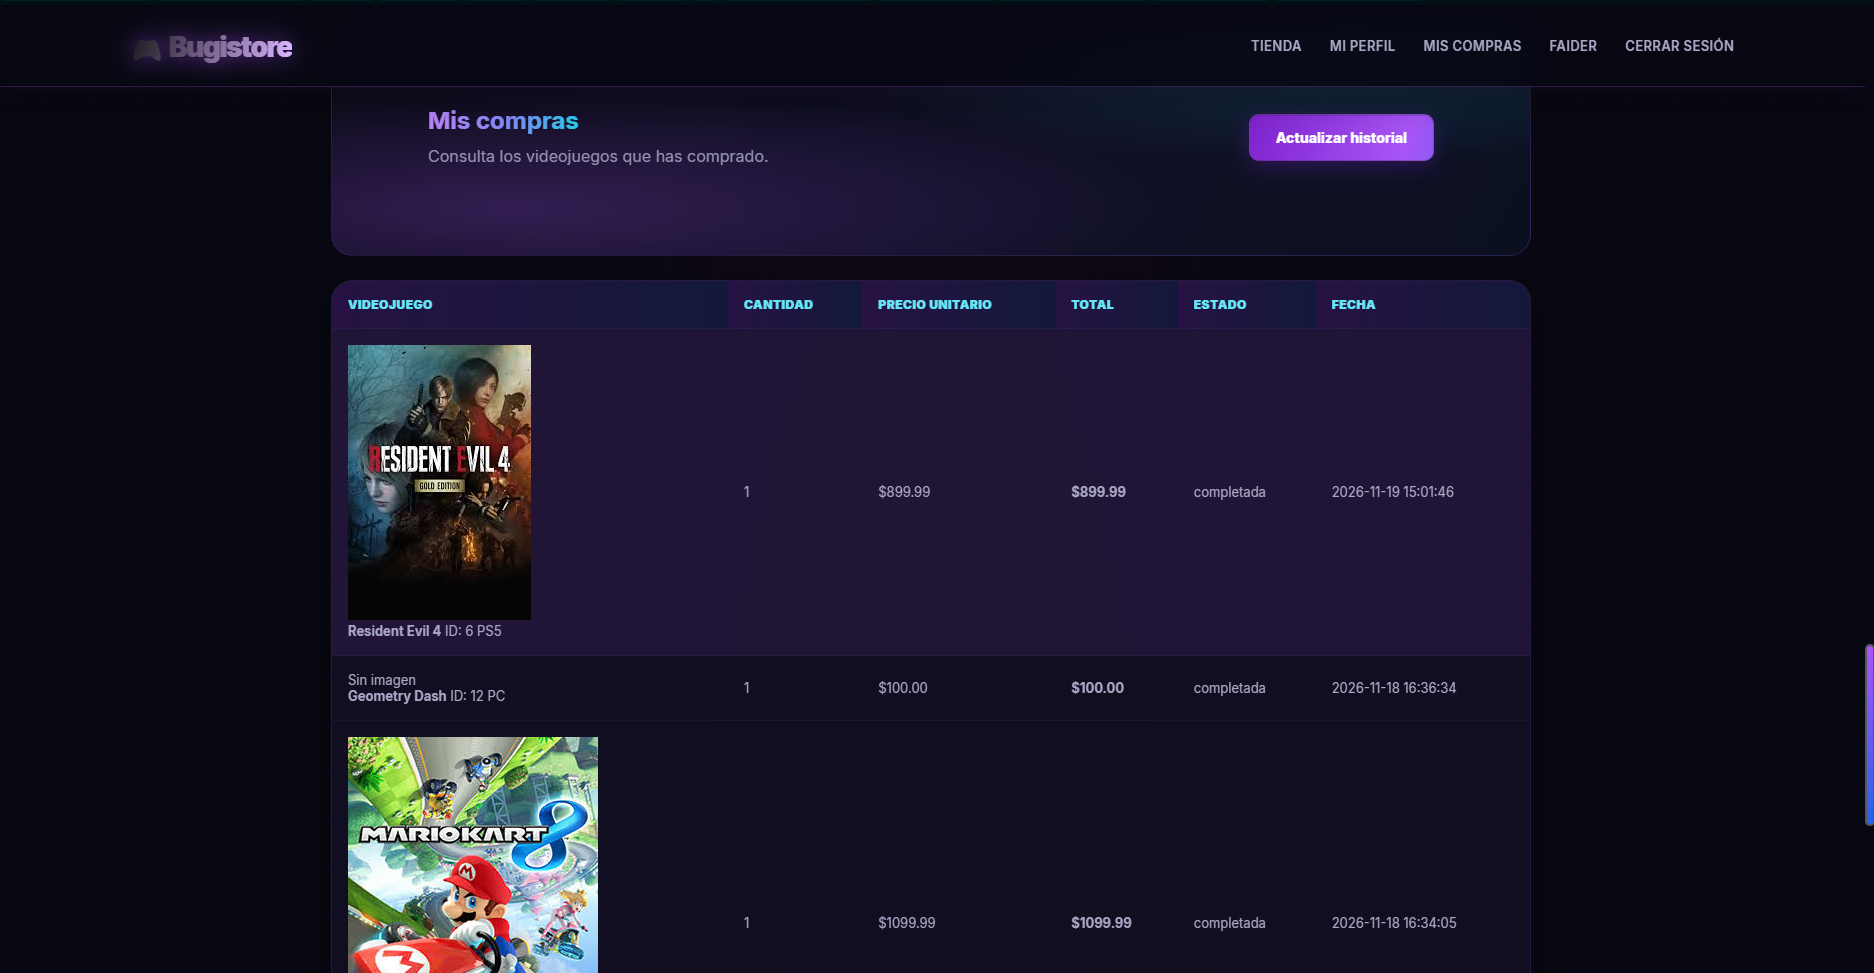 Bugistore
TIENDA MI PERFIL MIS COMPRAS FAIDER CERRAR SESIÓN
Mis compras
Consulta los videojuegos que has comprado.
Actualizar historial
VIDEOJUEGO CANTIDAD PRECIO UNITARIO TOTAL ESTADO FECHA
RESIDENT EVIL 4
GOLD EDITION
1 $899.99 $899.99 completada 2026-11-19 15:01:46
Resident Evil 4 ID: 6 PS5
Sin imagen
Geometry Dash ID: 12 PC
1 $100.00 $100.00 completada 2026-11-18 16:36:34
MARIOKART 8
M
1 $1099.99 $1099.99 completada 2026-11-18 16:34:05